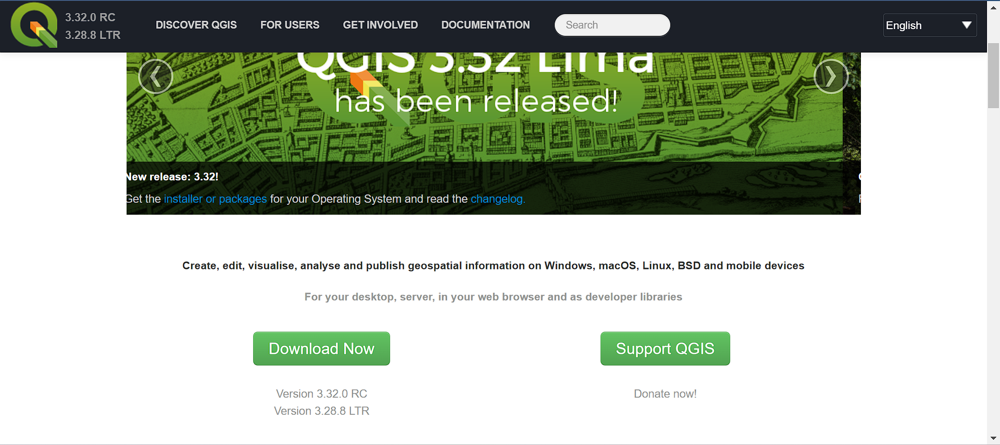 3.32.0 RC
3.28.8 LTR
DISCOVER QGIS
FOR USERS
GET INVOLVED
DOCUMENTATION
Search
English
QGIS 3.32 Lima
has been released!
New release: 3.32!
Get the installer or packages for your Operating System and read the changelog.
Create, edit, visualise, analyse and publish geospatial information on Windows, macOS, Linux, BSD and mobile devices
For your desktop, server, in your web browser and as developer libraries
Download Now
Support QGIS
Version 3.32.0 RC
Version 3.28.8 LTR
Donate now!